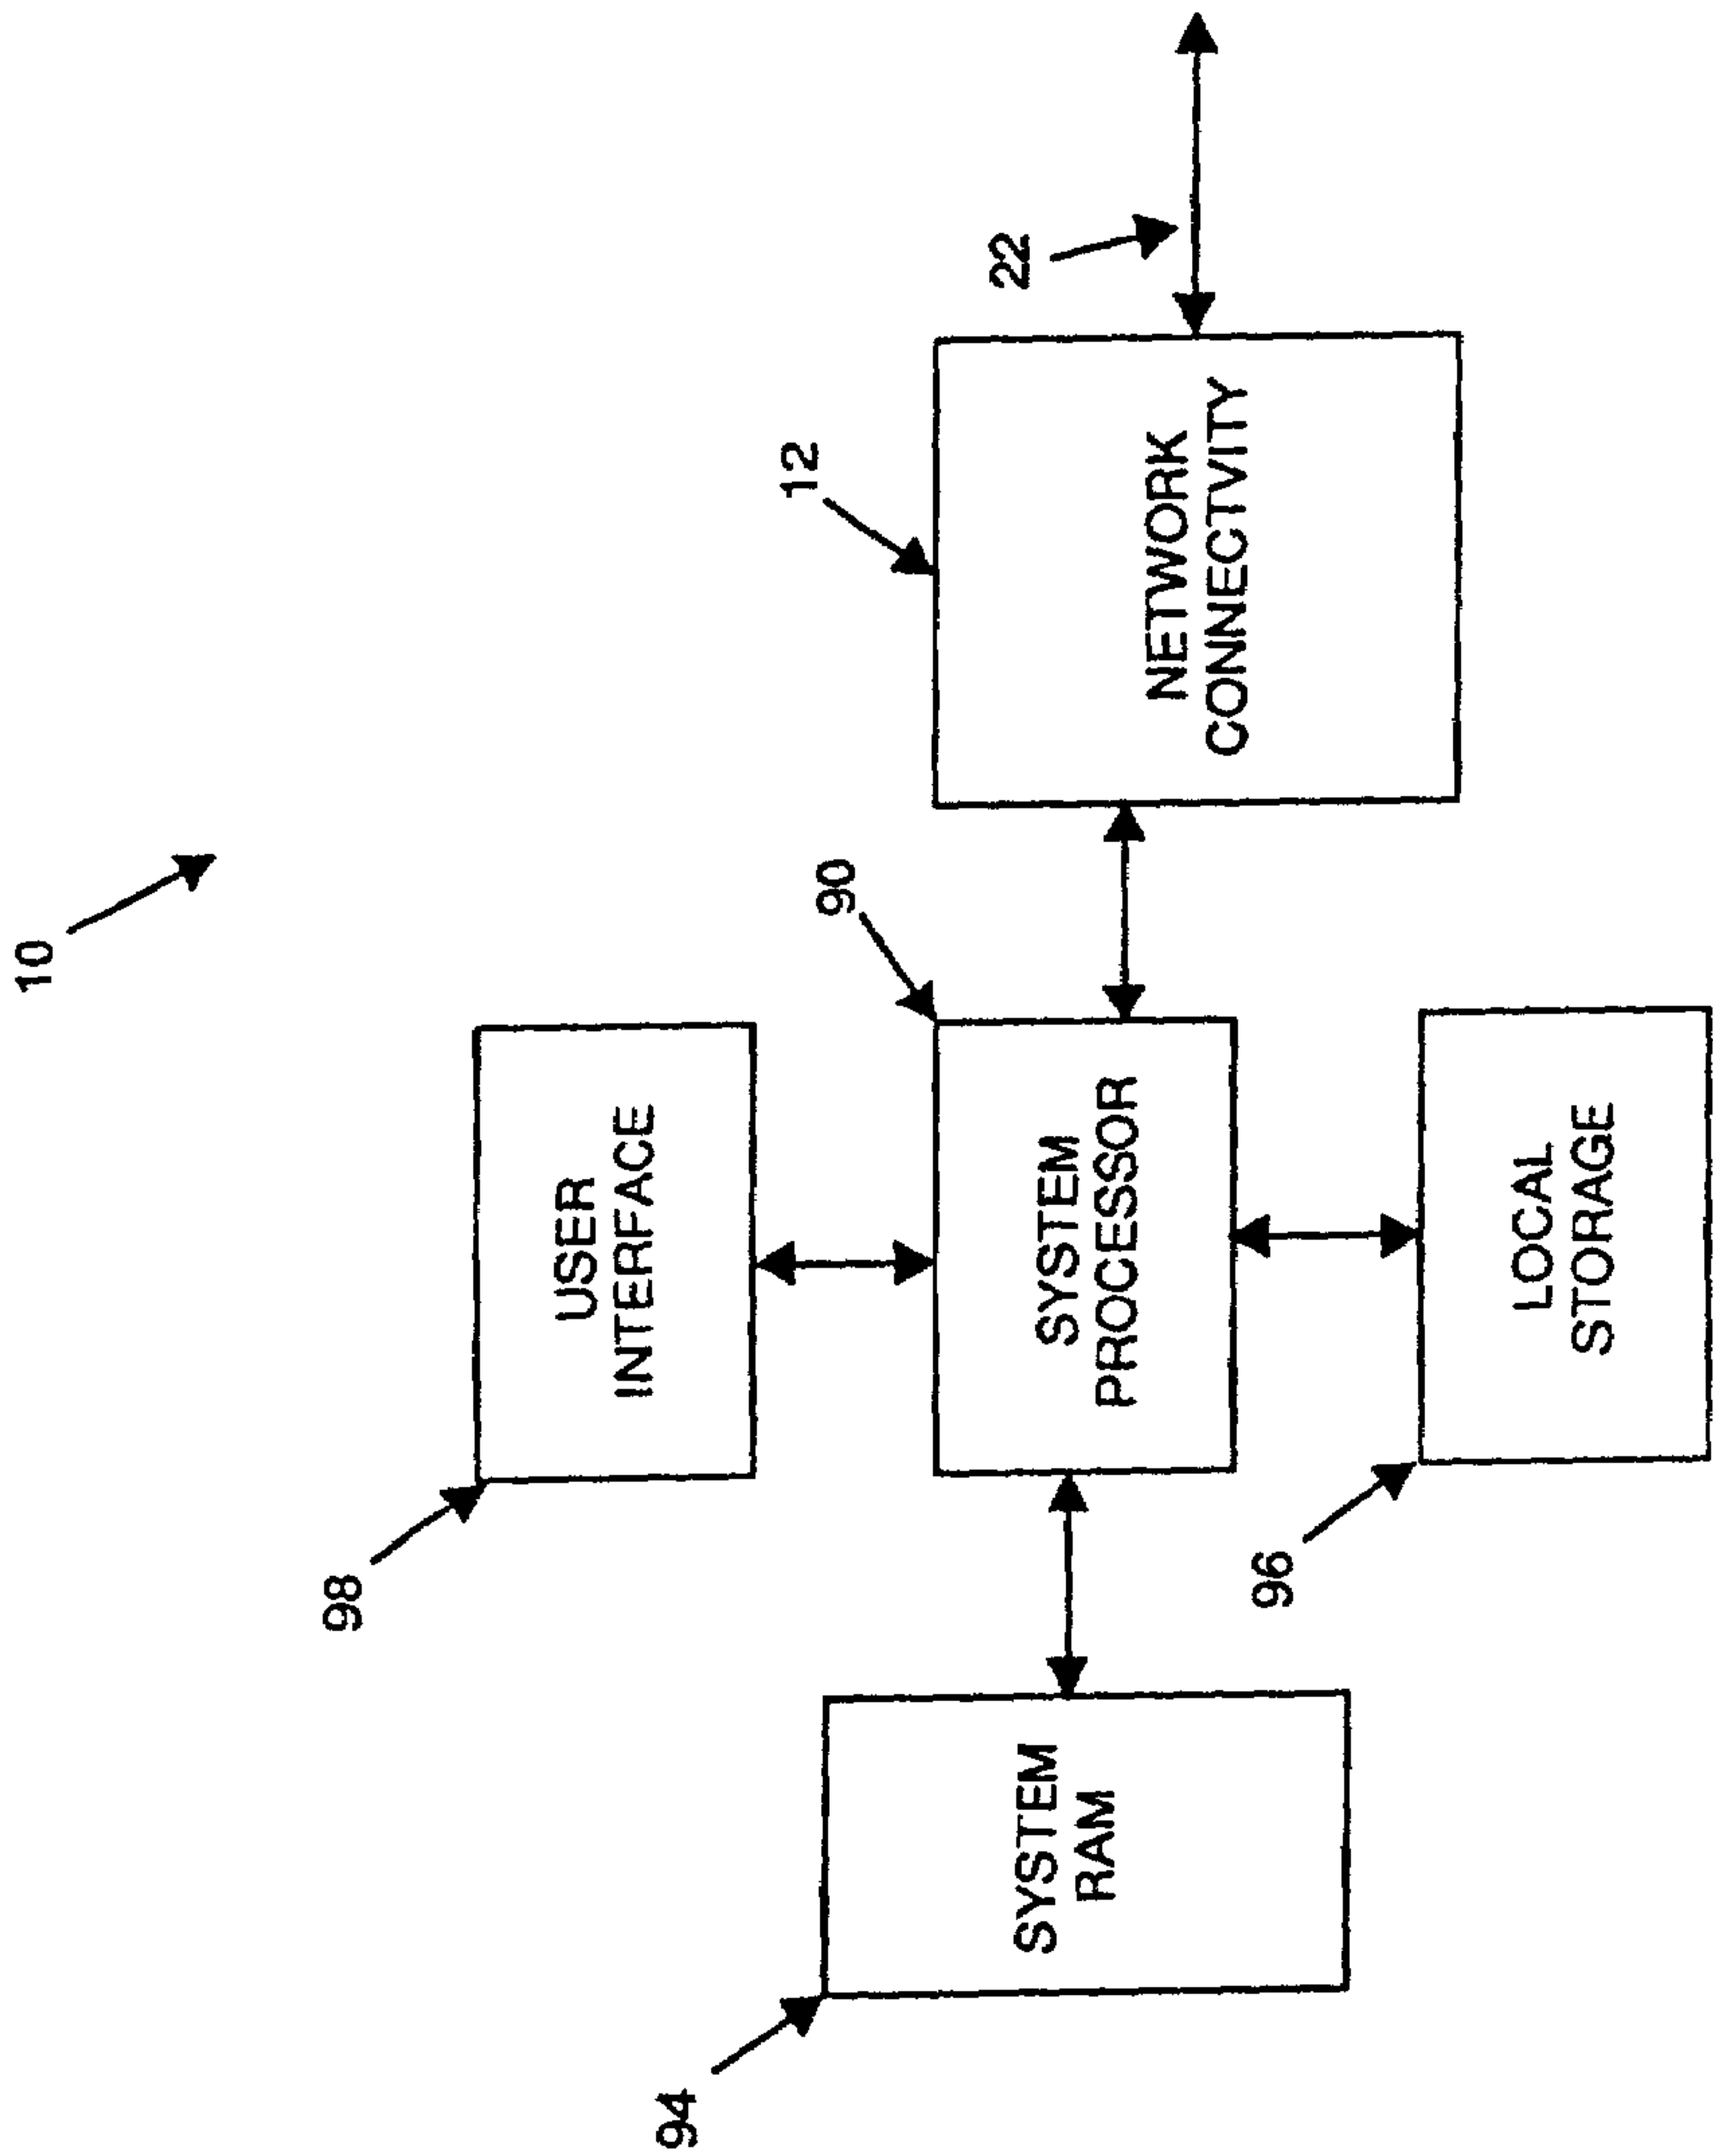 10
98
USER
INTERFACE
94
12
90
22
SYSTEM
RAM
SYSTEM
PROCESSOR
NETWORK
CONNECTVITY
96
LOCAL
STORAGE